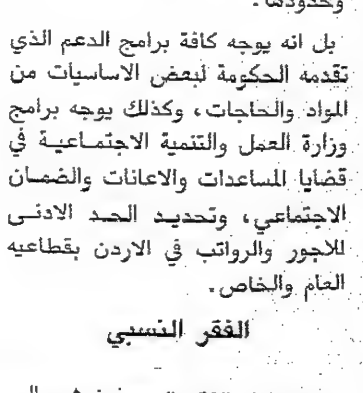 وحدودها.
بل انه يوجه كافة برامج الدعم الذي
تقدمه الحكومة لبعض الاساسيات من
المواد والحاجات، وكذلك يوجه برامج
وزارة العمل والتنمية الاجتماعية في
قضايا المساعدات والاعانات والضمان
الاجتماعي، وتحديد الحد الادنى
للاجور والرواتب في الاردن بقطاعيه
العام والخاص.
الفقر النسبي